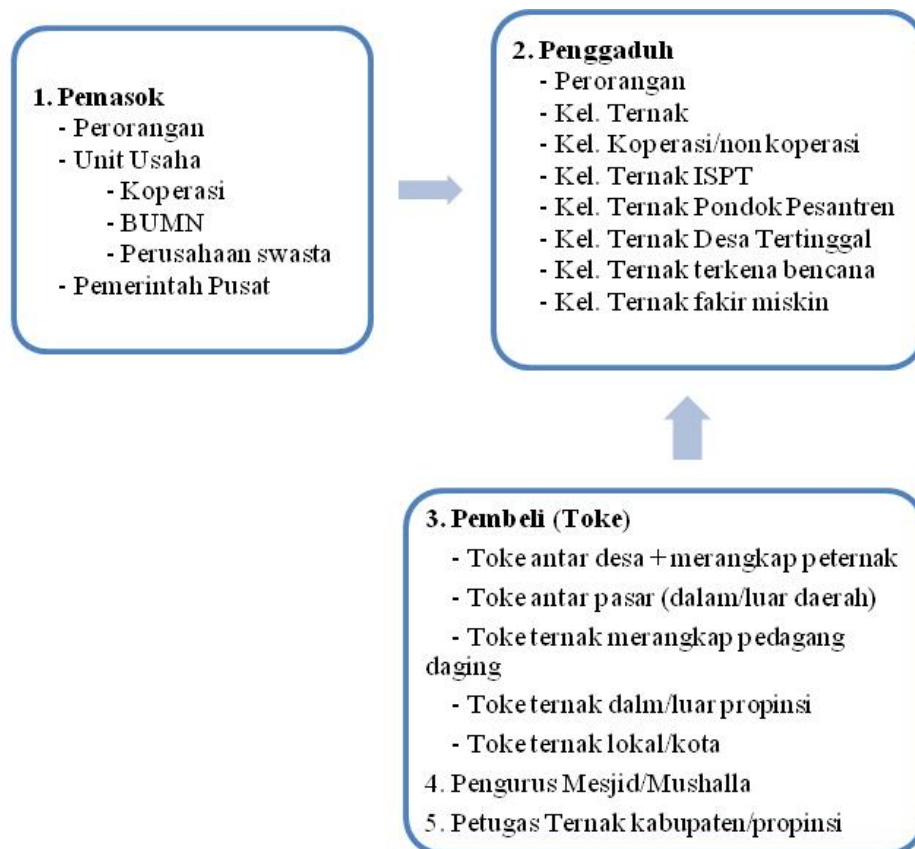 1. Pemasok
- Perorangan
- Unit Usaha
- Koperasi
- BUMN
- Perusahaan swasta
- Pemerintah Pusat
2. Penggaduh
- Perorangan
- Kel. Ternak
- Kel. Koperasi/non koperasi
- Kel. Ternak ISPT
- Kel. Ternak Pondok Pesantren
- Kel. Ternak Desa Tertinggal
- Kel. Ternak terkena bencana
- Kel. Ternak fakir miskin
3. Pembeli (Toke)
- Toke antar desa + merangkap peternak
- Toke antar pasar (dalam/luar daerah)
- Toke ternak merangkap pedagang
daging
- Toke ternak dalm/luar propinsi
- Toke ternak lokal/kota
4. Pengurus Mesjid/Mushalla
5. Petugas Ternak kabupaten/propinsi